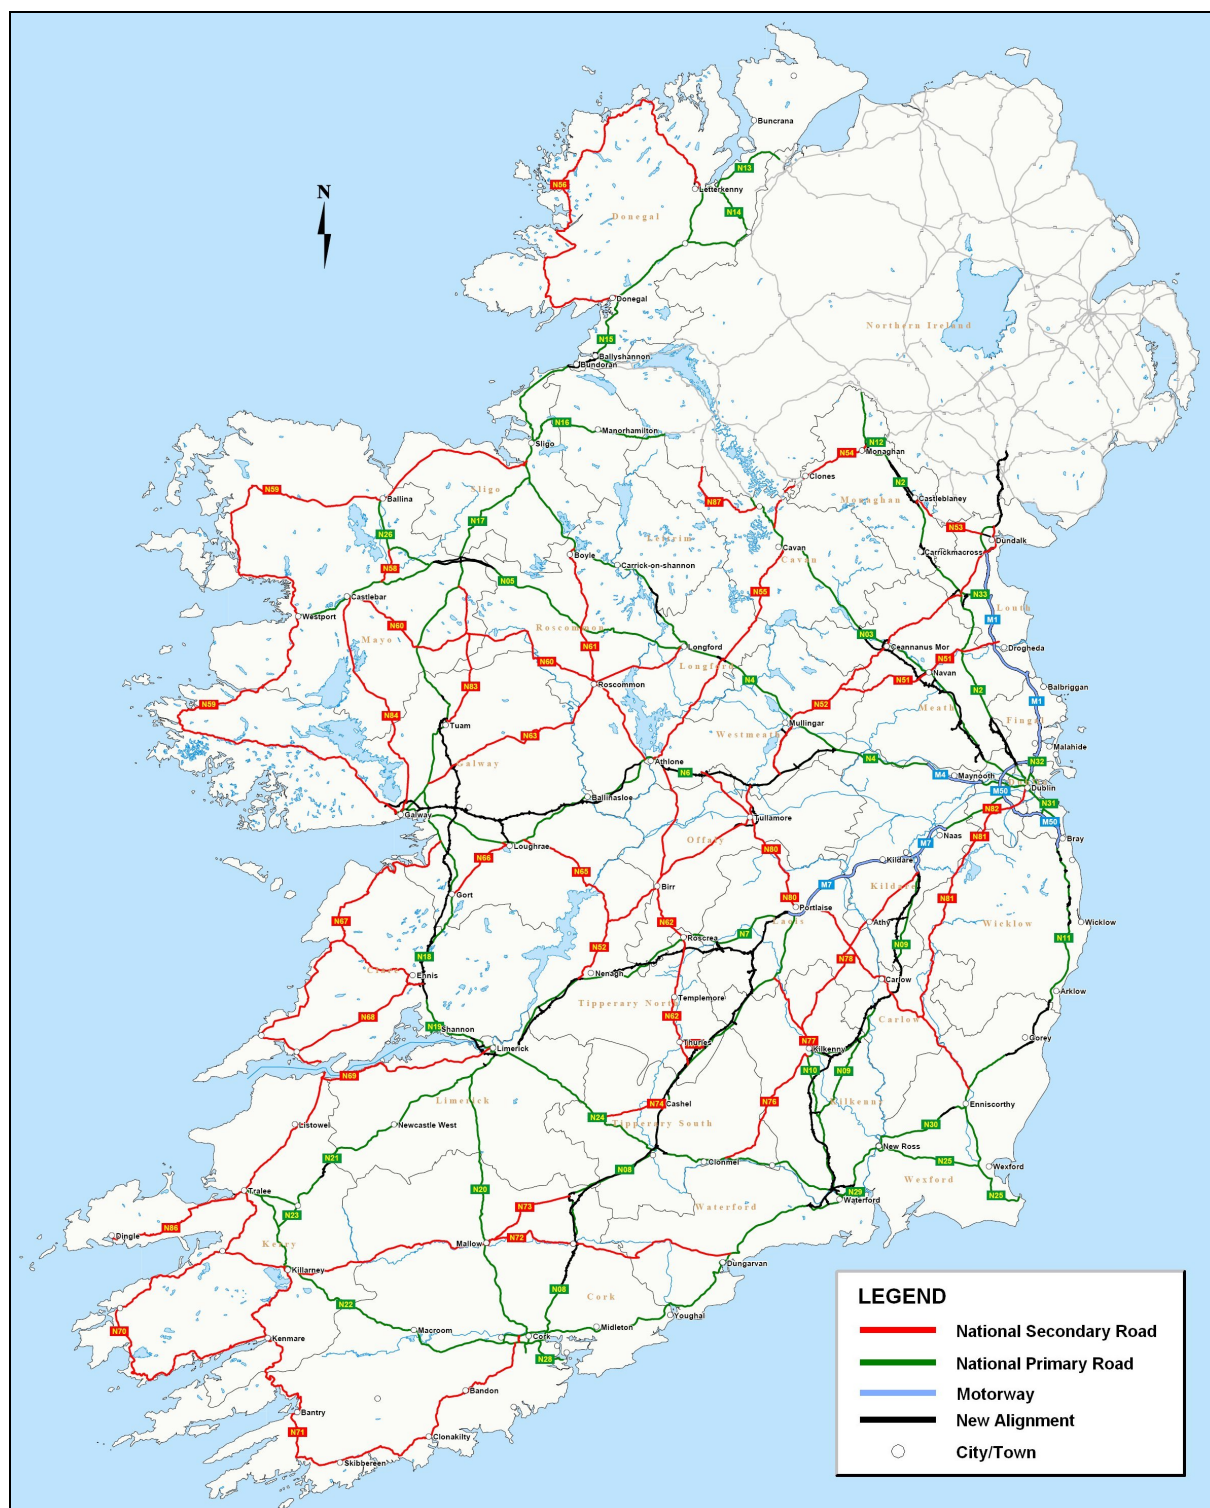 Buncrana
N13
N
N56
Letterkenny
N14
Donegal
Donegal
Northern Ireland
N15
Ballyshannon
Bundoran
N16
Manorhamilton
Sligo
N12
Monaghan
N54
Clones
N2
Monaghan
Castleblaney
N59
Ballina
Sligo
N87
N17
N26
N53
Dundalk
Leitrim
Cavan
Cavan
Carrickmacross
Boyle
Carrick-on-shannon
N58
N05
N55
N33
Louth
Castlebar
Westport
N60
Mayo
Roscommon
N61
Longford
N03
M1
Ceannanus Mor
Drogheda
N51
N60
Longford
N4
N51
Navan
N83
Roscommon
N2
Balbriggan
N59
N84
N52
Meath
M1
Tuam
Mullingar
Finga
N63
Westmeath
Malahide
Galway
Athlone
N6
N4
N32
M4
Maynooth
Dublin
M50
Ballinasloe
N31
N82
Galway
Tullamore
M50
N81
Naas
Bray
Offaly
M7
Loughrae
N66
N80
Kildare
N65
M7
Kildare
Birr
Gort
N80
N81
Portlaise
N67
N62
Laois
Athy
Wicklow
Wicklow
N7
Roscrea
N11
N09
N52
N18
N78
Clare
Ennis
Nenagh
Carlow
Arklow
Templemore
Tipperary North
N68
N62
Carlow
N19
Shannon
N77
Gorey
Limerick
Thurles
Kilkenny
N69
N10
N09
Limerick
N74
Cashel
N76
Kilkenny
Enniscorthy
N24
Listowel
Newcastle West
Tipperary South
N30
New Ross
N21
Clonmel
N25
Wexford
N08
Wexford
Tralee
N20
N29
N25
Waterford
N73
Waterford
N23
N86
Dingle
N72
Kerry
Mallow
Killarney
Dungarvan
N08
Cork
N22
Youghal
LEGEND
N70
Macroom
Midleton
Kenmare
Cork
National Secondary Road
N28
National Primary Road
Bandon
Motorway
Bantry
New Alignment
N71
Clonakilty
City/Town
Skibbereen